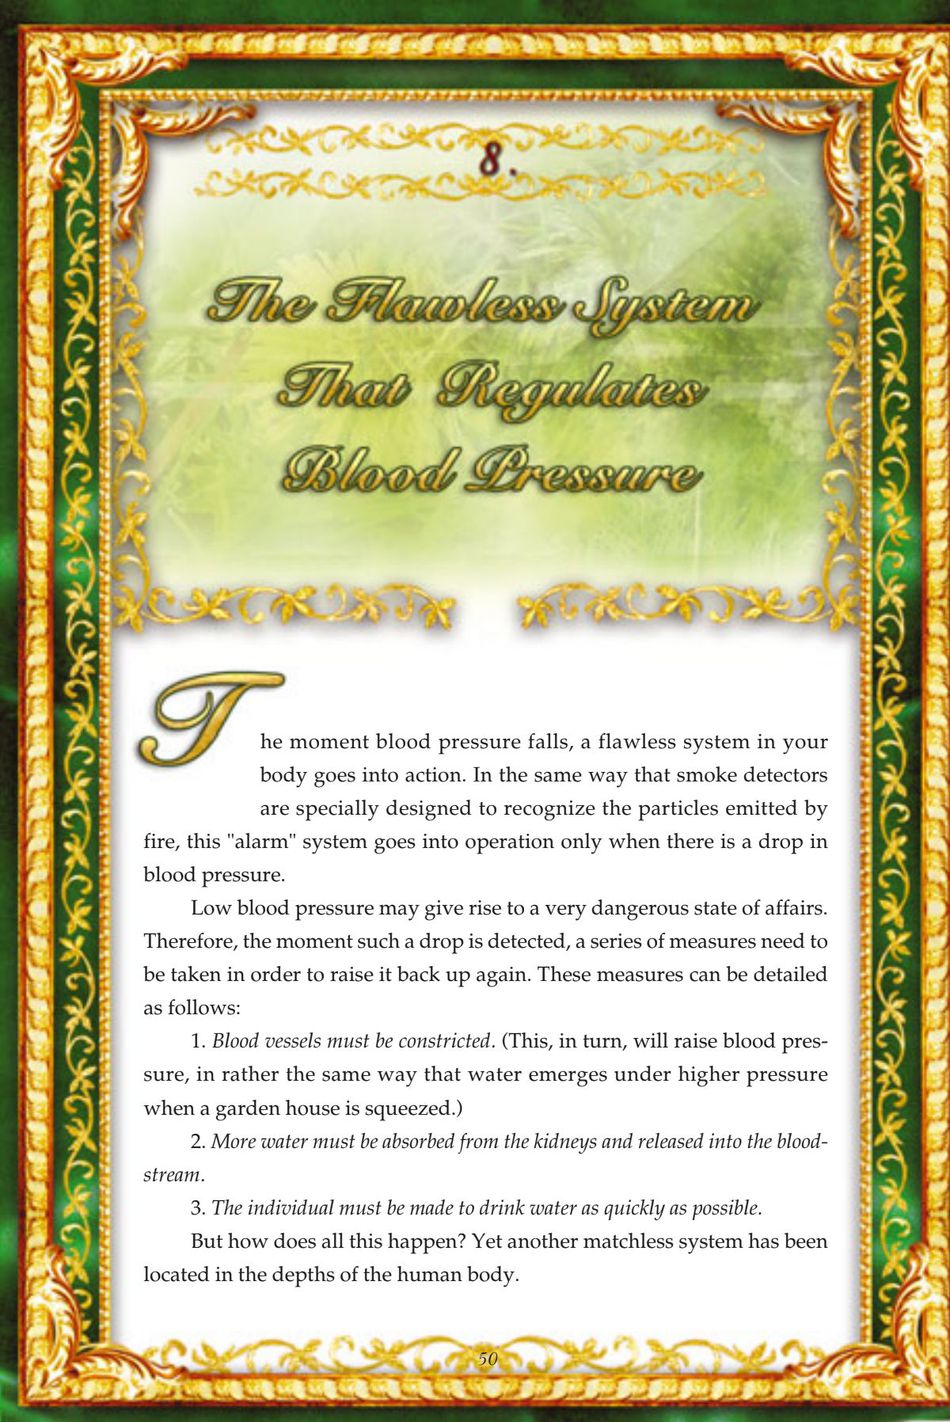 8.
The Flawless System
That Regulates
Blood Pressure
The moment blood pressure falls, a flawless system in your
body goes into action. In the same way that smoke detectors
are specially designed to recognize the particles emitted by
fire, this "alarm" system goes into operation only when there is a drop in
blood pressure.
Low blood pressure may give rise to a very dangerous state of affairs.
Therefore, the moment such a drop is detected, a series of measures need to
be taken in order to raise it back up again. These measures can be detailed
as follows:
1. Blood vessels must be constricted. (This, in turn, will raise blood pres-
sure, in rather the same way that water emerges under higher pressure
when a garden house is squeezed.)
2. More water must be absorbed from the kidneys and released into the blood-
stream.
3. The individual must be made to drink water as quickly as possible.
But how does all this happen? Yet another matchless system has been
located in the depths of the human body.
50